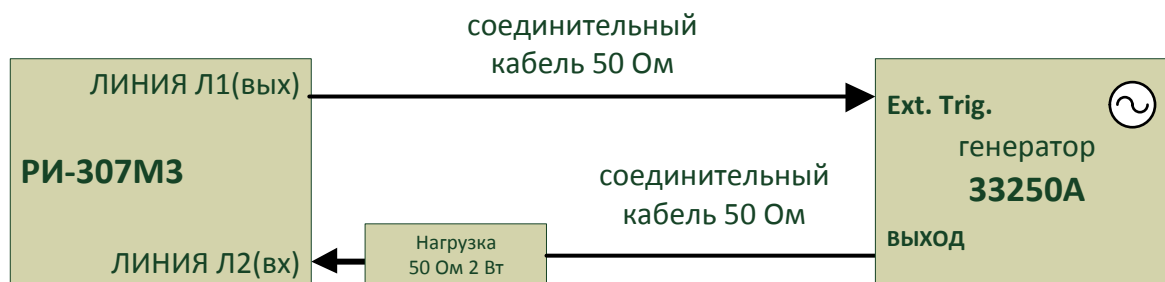 соединительный
кабель 50 Ом
ЛИНИЯ Л1(вых)
РИ-307М3
ЛИНИЯ Л2(вх)
Нагрузка
50 Ом 2 Вт
соединительный
кабель 50 Ом
Ext. Trig.
генератор
33250А
ВЫХОД